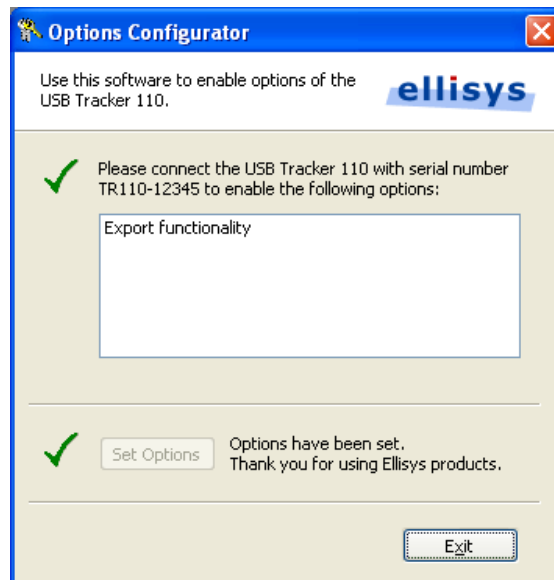 Options Configurator
Use this software to enable options of the
USB Tracker 110.
ellisys
Please connect the USB Tracker 110 with serial number
TR110-12345 to enable the following options:
Export functionality
Set Options
Options have been set.
Thank you for using Ellisys products.
Exit